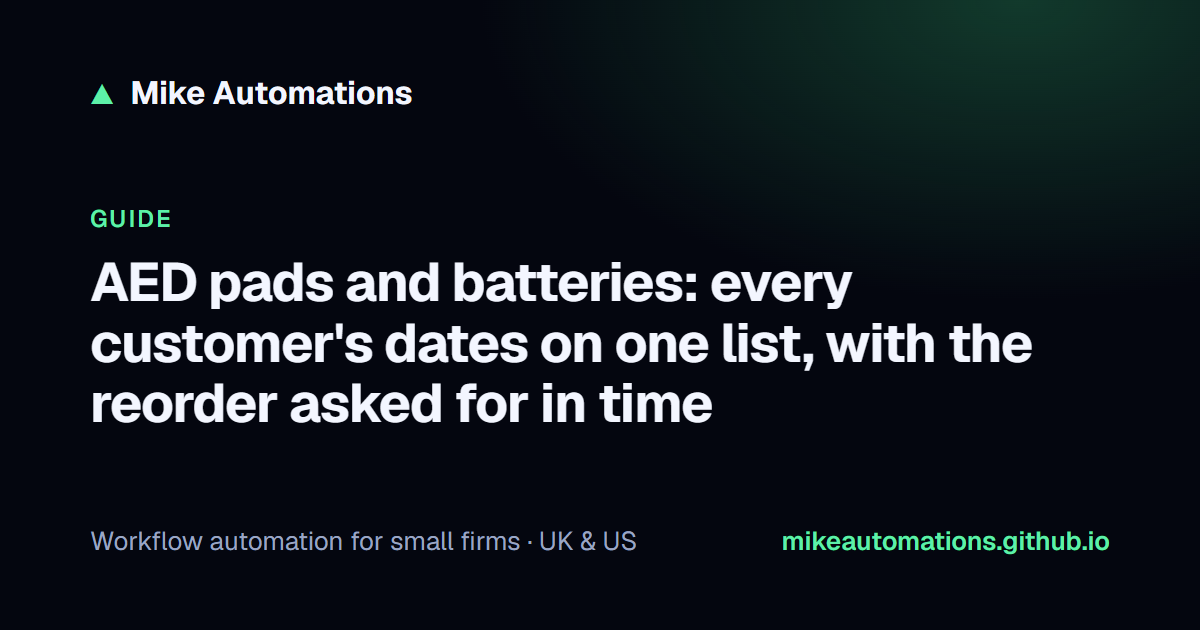 Mike Automations
GUIDE
AED pads and batteries: every
customer's dates on one list, with the
reorder asked for in time
Workflow automation for small firms · UK & US
mikeautomations.github.io